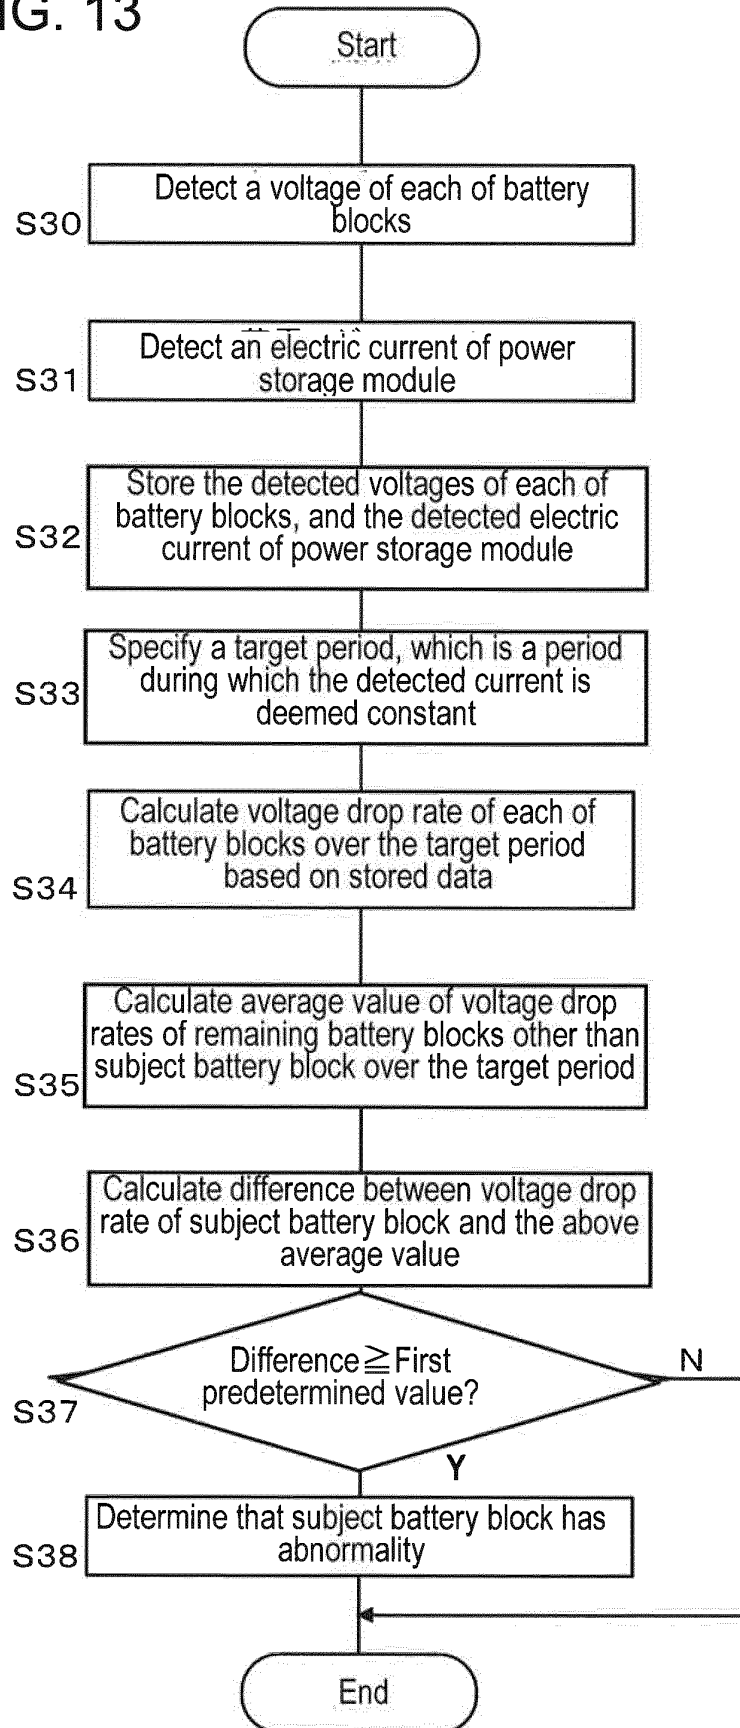 IG. 13
Start
Detect a voltage of each of battery
blocks
S30
Detect an electric current of power
storage module
S31
Store the detected voltages of each of
battery blocks, and the detected electric
current of power storage module
S32
Specify a target period, which is a period
during which the detected current is
deemed constant
S33
Calculate voltage drop rate of each of
battery blocks over the target period
based on stored data
S34
Calculate average value of voltage drop
rates of remaining battery blocks other than
subject battery block over the target period
S35
Calculate difference between voltage drop
rate of subject battery block and the above
average value
S36
Difference≧First
predetermined value?
N
S37
Y
Determine that subject battery block has
abnormality
S38
End